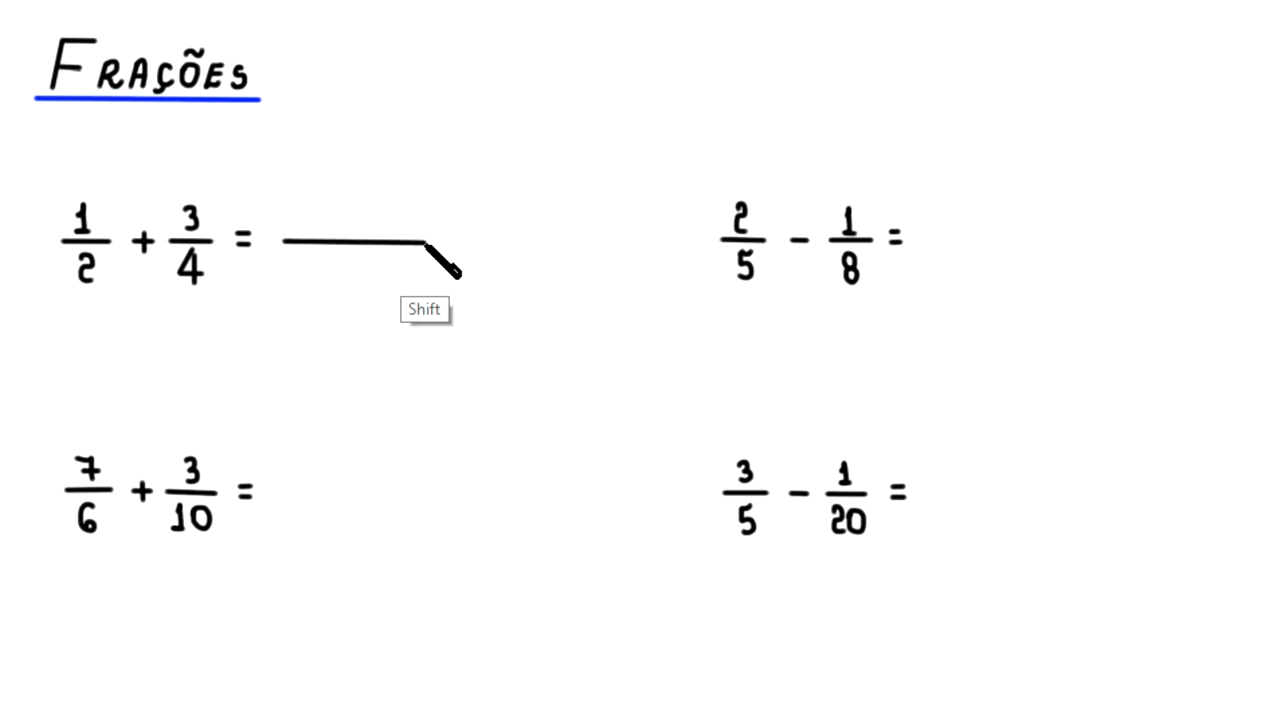 Frações
1/2 + 3/4 =
2/5 - 1/8 =
Shift
7/6 + 3/10 =
3/5 - 1/20 =